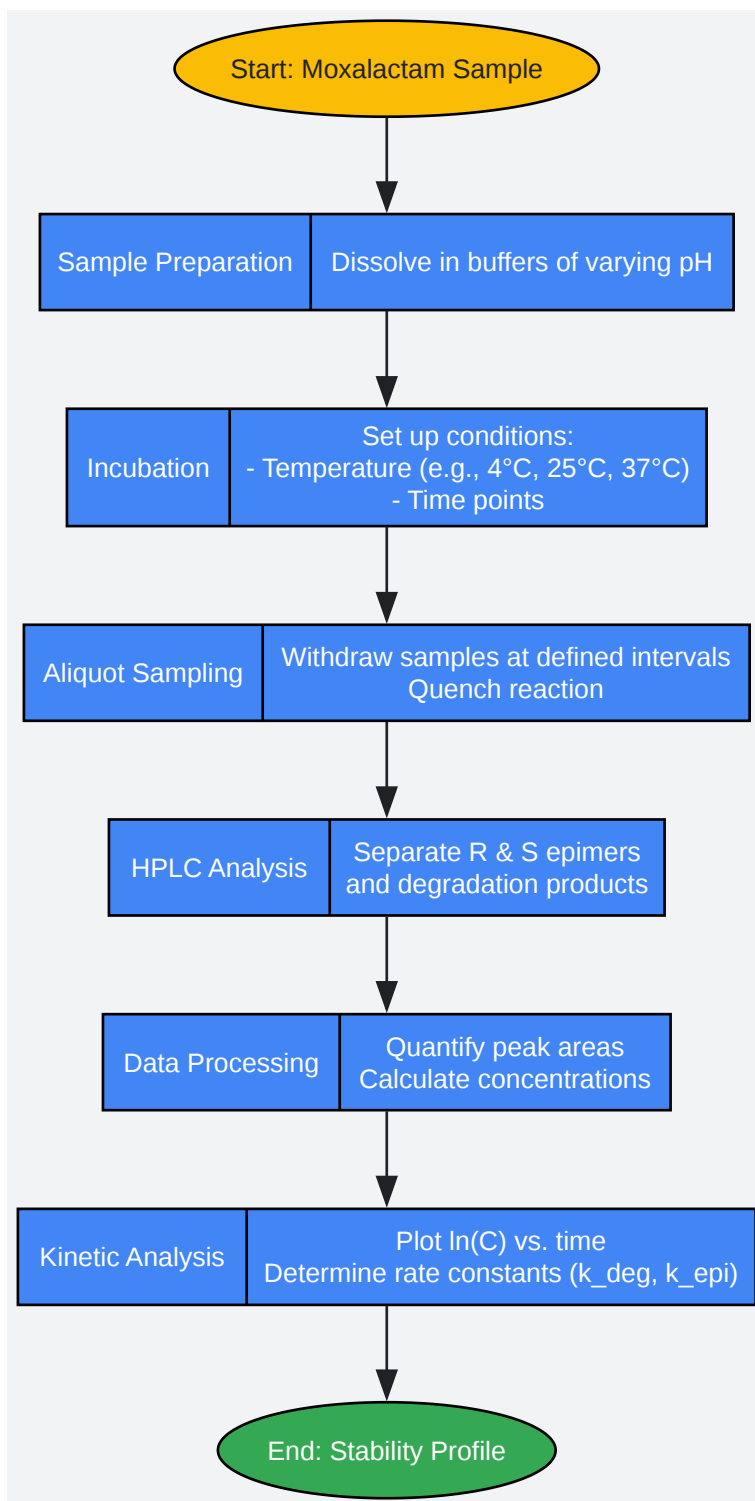 Start: Moxalactam Sample
Sample Preparation
Dissolve in buffers of varying pH
Incubation
Set up conditions:
- Temperature (e.g., 4°C, 25°C, 37°C)
- Time points
Aliquot Sampling
Withdraw samples at defined intervals
Quench reaction
HPLC Analysis
Separate R & S epimers
and degradation products
Data Processing
Quantify peak areas
Calculate concentrations
Kinetic Analysis
Plot ln(C) vs. time
Determine rate constants (k_deg, k_epi)
End: Stability Profile